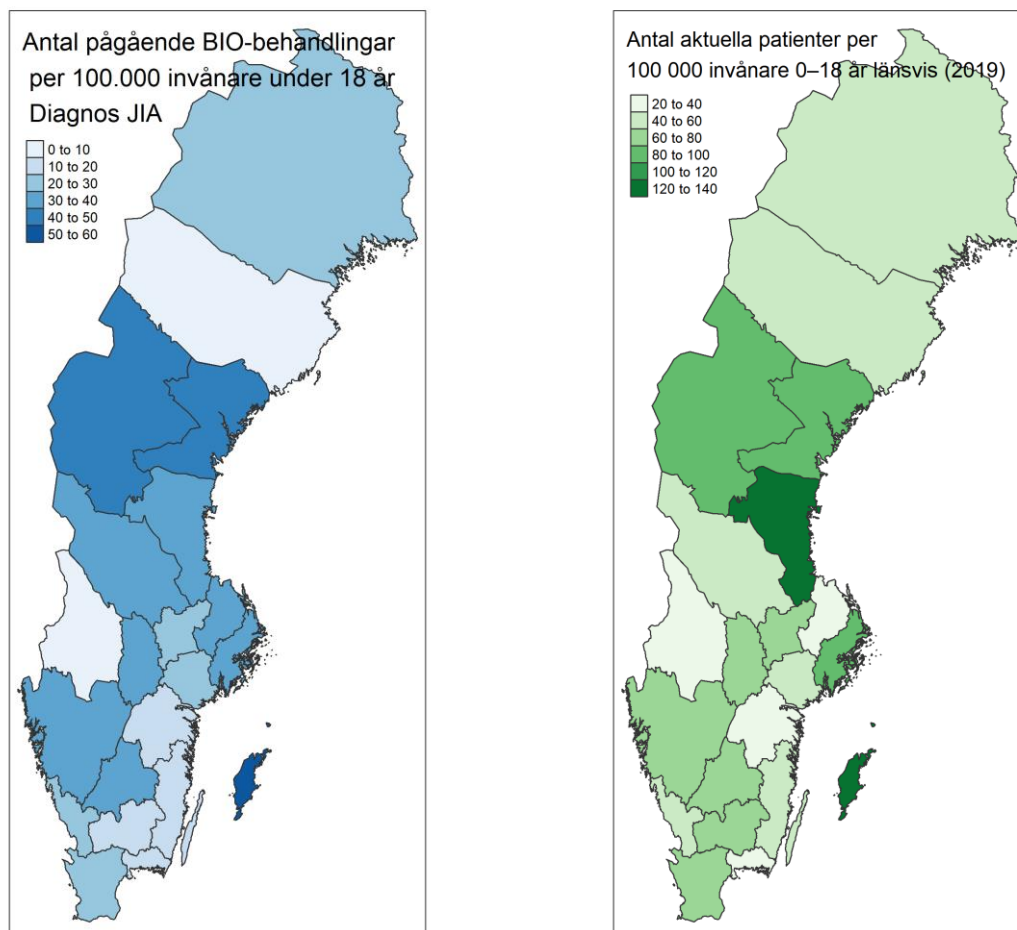 Antal pågående BIO-behandlingar
per 100.000 invånare under 18 år
Diagnos JIA
0 to 10
10 to 20
20 to 30
30 to 40
40 to 50
50 to 60
Antal aktuella patienter per
100 000 invånare 0–18 år länsvis (2019)
20 to 40
40 to 60
60 to 80
80 to 100
100 to 120
120 to 140